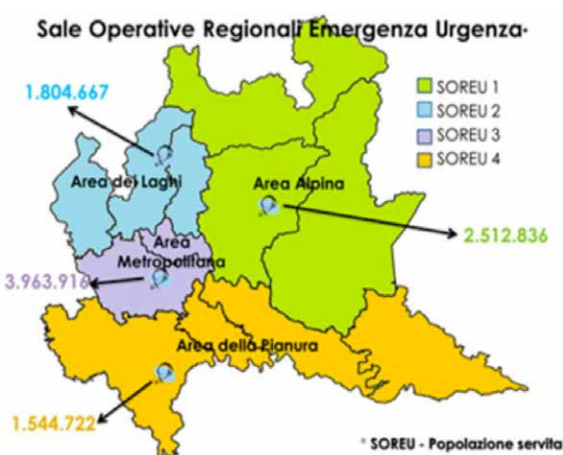 Sale Operative Regionali Emergenza Urgenza*
1.804.667
SOREU 1
SOREU 2
SOREU 3
SOREU 4
Area dei Laghi
Area Alpina
2.512.836
Area
Metropolitana
3.963.916
Area della Pianura
1.544.722
* SOREU - Popolazione servita